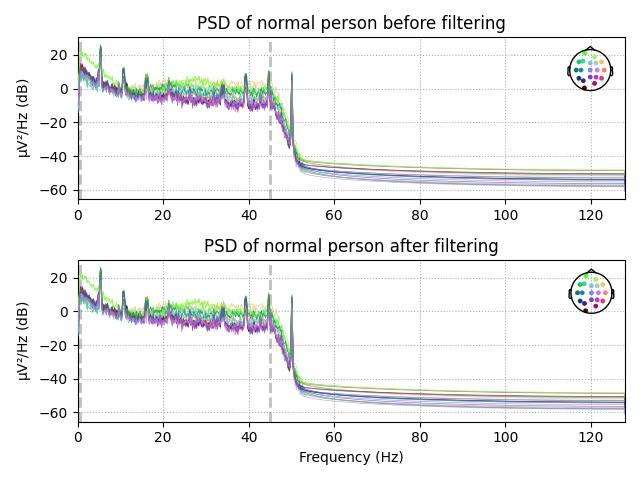 PSD of normal person before filtering
µV²/Hz (dB)
20
0
−20
−40
−60
0 20 40 60 80 100 120
PSD of normal person after filtering
µV²/Hz (dB)
20
0
−20
−40
−60
0 20 40 60 80 100 120
Frequency (Hz)